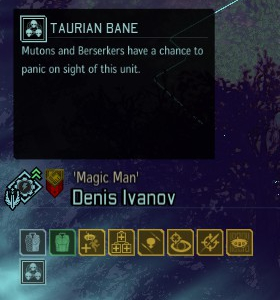 TAURIAN BANE
Mutons and Berserkers have a chance to
panic on sight of this unit.
'Magic Man'
Denis Ivanov